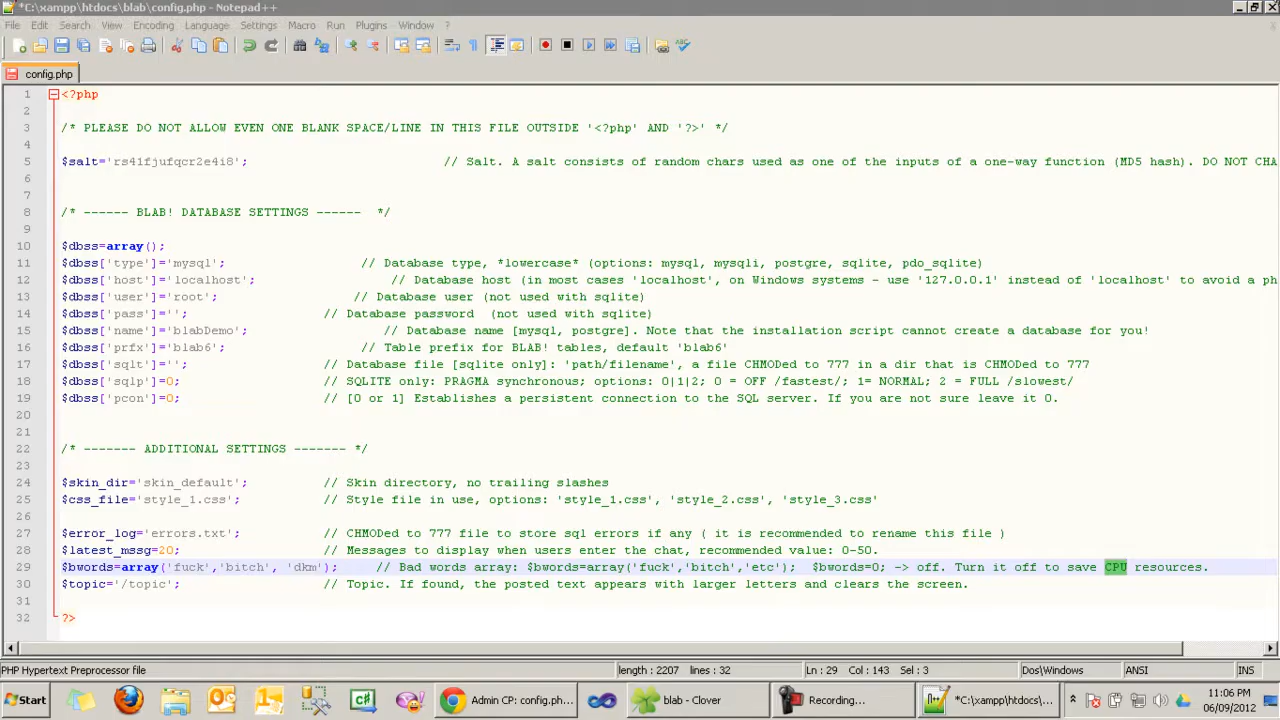 *C:\xampp\htdocs\blab\config.php - Notepad++
File Edit Search View Encoding Language Settings Macro Run Plugins Window ?
config.php
1 <?php
2
3 /* PLEASE DO NOT ALLOW EVEN ONE BLANK SPACE/LINE IN THIS FILE OUTSIDE '<?php' AND '?>' */
4
5 $salt='rs41fjufqcr2e4i8'; // Salt. A salt consists of random chars used as one of the inputs of a one-way function (MD5 hash). DO NOT CHA
6
7
8 /* ------ BLAB! DATABASE SETTINGS ------ */
9
10 $dbss=array();
11 $dbss['type']='mysql'; // Database type, *lowercase* (options: mysql, mysqli, postgre, sqlite, pdo_sqlite)
12 $dbss['host']='localhost'; // Database host (in most cases 'localhost', on Windows systems - use '127.0.0.1' instead of 'localhost' to avoid a ph
13 $dbss['user']='root'; // Database user (not used with sqlite)
14 $dbss['pass']=''; // Database password (not used with sqlite)
15 $dbss['name']='blabDemo'; // Database name [mysql, postgre]. Note that the installation script cannot create a database for you!
16 $dbss['prfx']='blab6'; // Table prefix for BLAB! tables, default 'blab6'
17 $dbss['sqlt']=''; // Database file [sqlite only]: 'path/filename', a file CHMODed to 777 in a dir that is CHMODed to 777
18 $dbss['sqlp']=0; // SQLITE only: PRAGMA synchronous; options: 0|1|2; 0 = OFF /fastest/; 1= NORMAL; 2 = FULL /slowest/
19 $dbss['pcon']=0; // [0 or 1] Establishes a persistent connection to the SQL server. If you are not sure leave it 0.
20
21
22 /* ------- ADDITIONAL SETTINGS ------- */
23
24 $skin_dir='skin_default'; // Skin directory, no trailing slashes
25 $css_file='style_1.css'; // Style file in use, options: 'style_1.css', 'style_2.css', 'style_3.css'
26
27 $error_log='errors.txt'; // CHMODed to 777 file to store sql errors if any ( it is recommended to rename this file )
28 $latest_mssg=20; // Messages to display when users enter the chat, recommended value: 0-50.
29 $bwords=array('fuck','bitch', 'dkm'); // Bad words array: $bwords=array('fuck','bitch','etc'); $bwords=0; -> off. Turn it off to save CPU resources.
30 $topic='/topic'; // Topic. If found, the posted text appears with larger letters and clears the screen.
31
32 ?>
PHP Hypertext Preprocessor file length : 2207 lines : 32 Ln : 29 Col : 143 Sel : 3 Dos\Windows ANSI INS
Start Admin CP: config.ph... blab - Clover Recording... *C:\xampp\htdocs\... 11:06 PM
06/09/2012